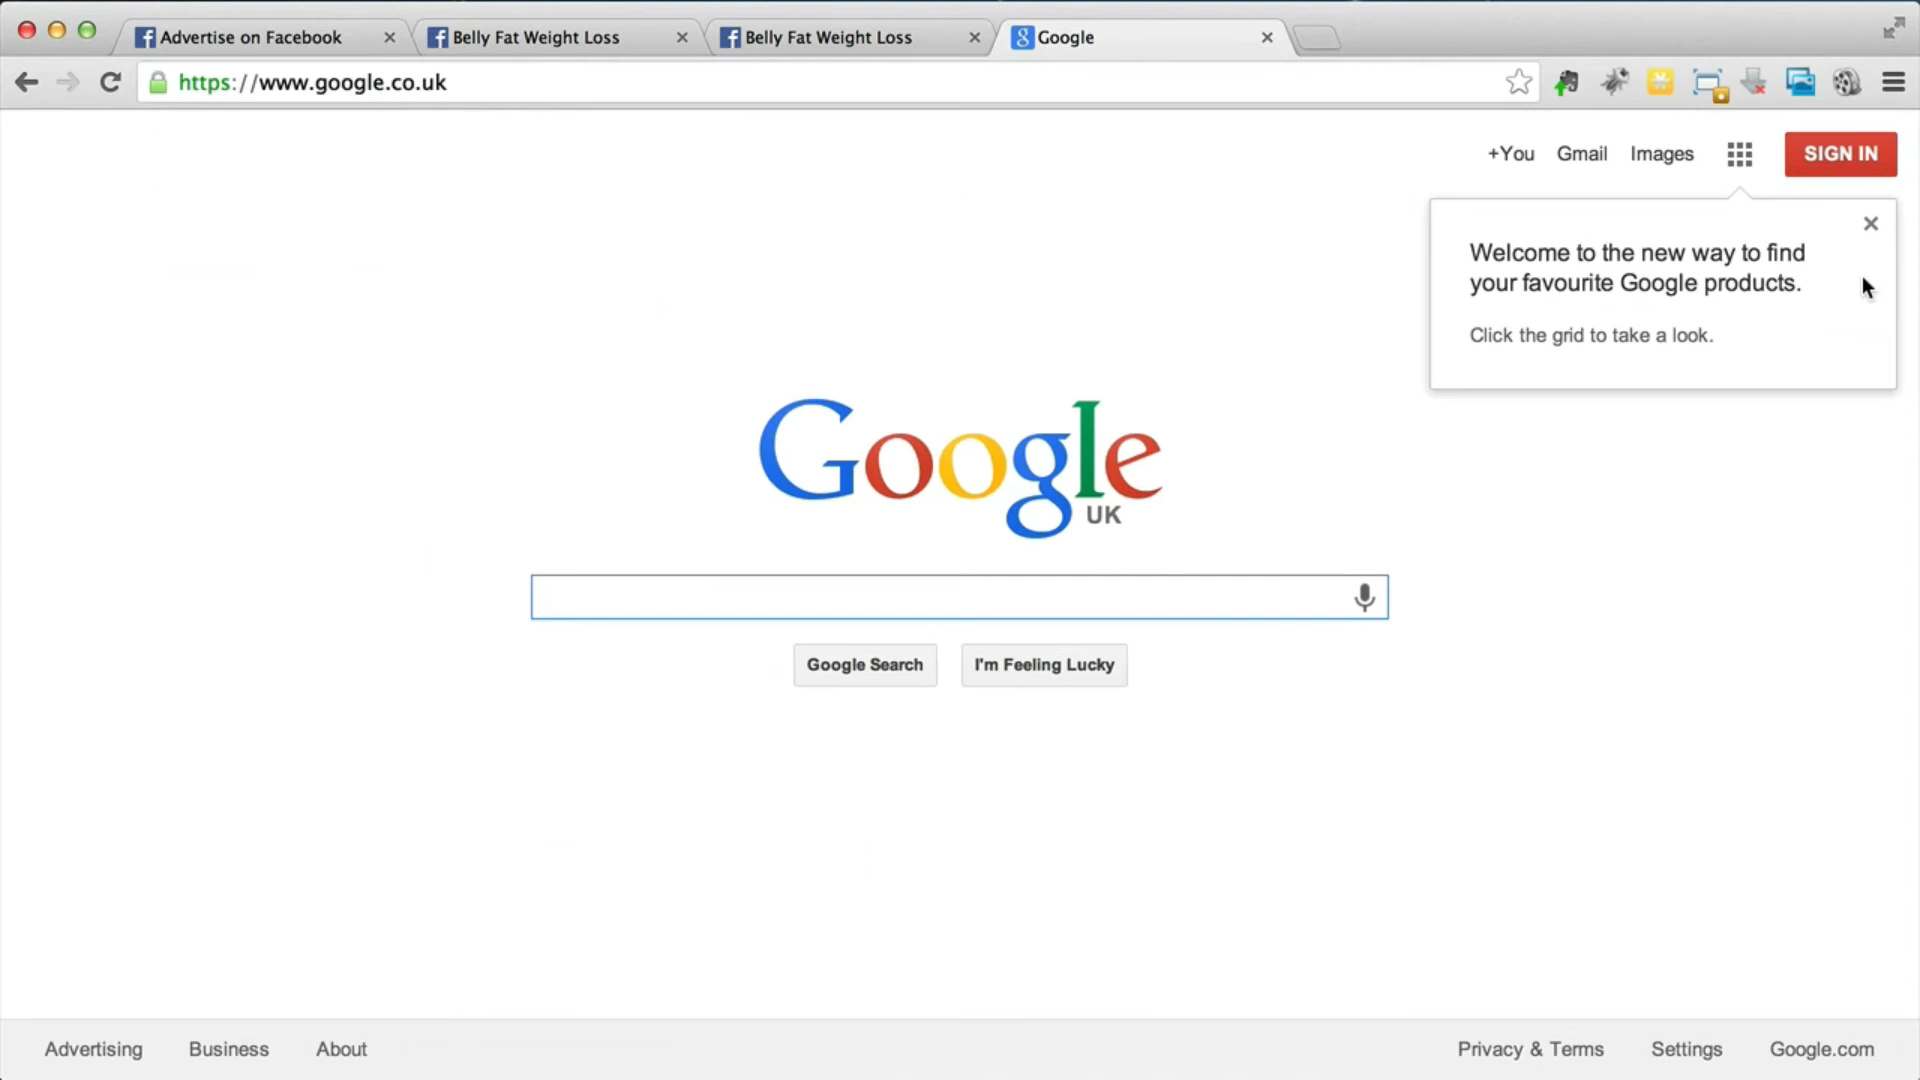 Advertise on Facebook
Belly Fat Weight Loss
Belly Fat Weight Loss
Google
https://www.google.co.uk
+You
Gmail
Images
SIGN IN
Welcome to the new way to find
your favourite Google products.
Click the grid to take a look.
Google
UK
Google Search
I'm Feeling Lucky
Advertising
Business
About
Privacy & Terms
Settings
Google.com